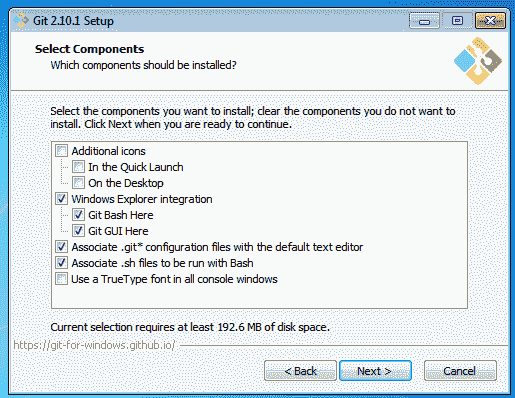 Git 2.10.1 Setup
Select Components
Which components should be installed?
Select the components you want to install; clear the components you do not want to
install. Click Next when you are ready to continue.
Additional icons
In the Quick Launch
On the Desktop
Windows Explorer integration
Git Bash Here
Git GUI Here
Associate .git* configuration files with the default text editor
Associate .sh files to be run with Bash
Use a TrueType font in all console windows
Current selection requires at least 192.6 MB of disk space.
https://git-for-windows.github.io/
< Back
Next >
Cancel